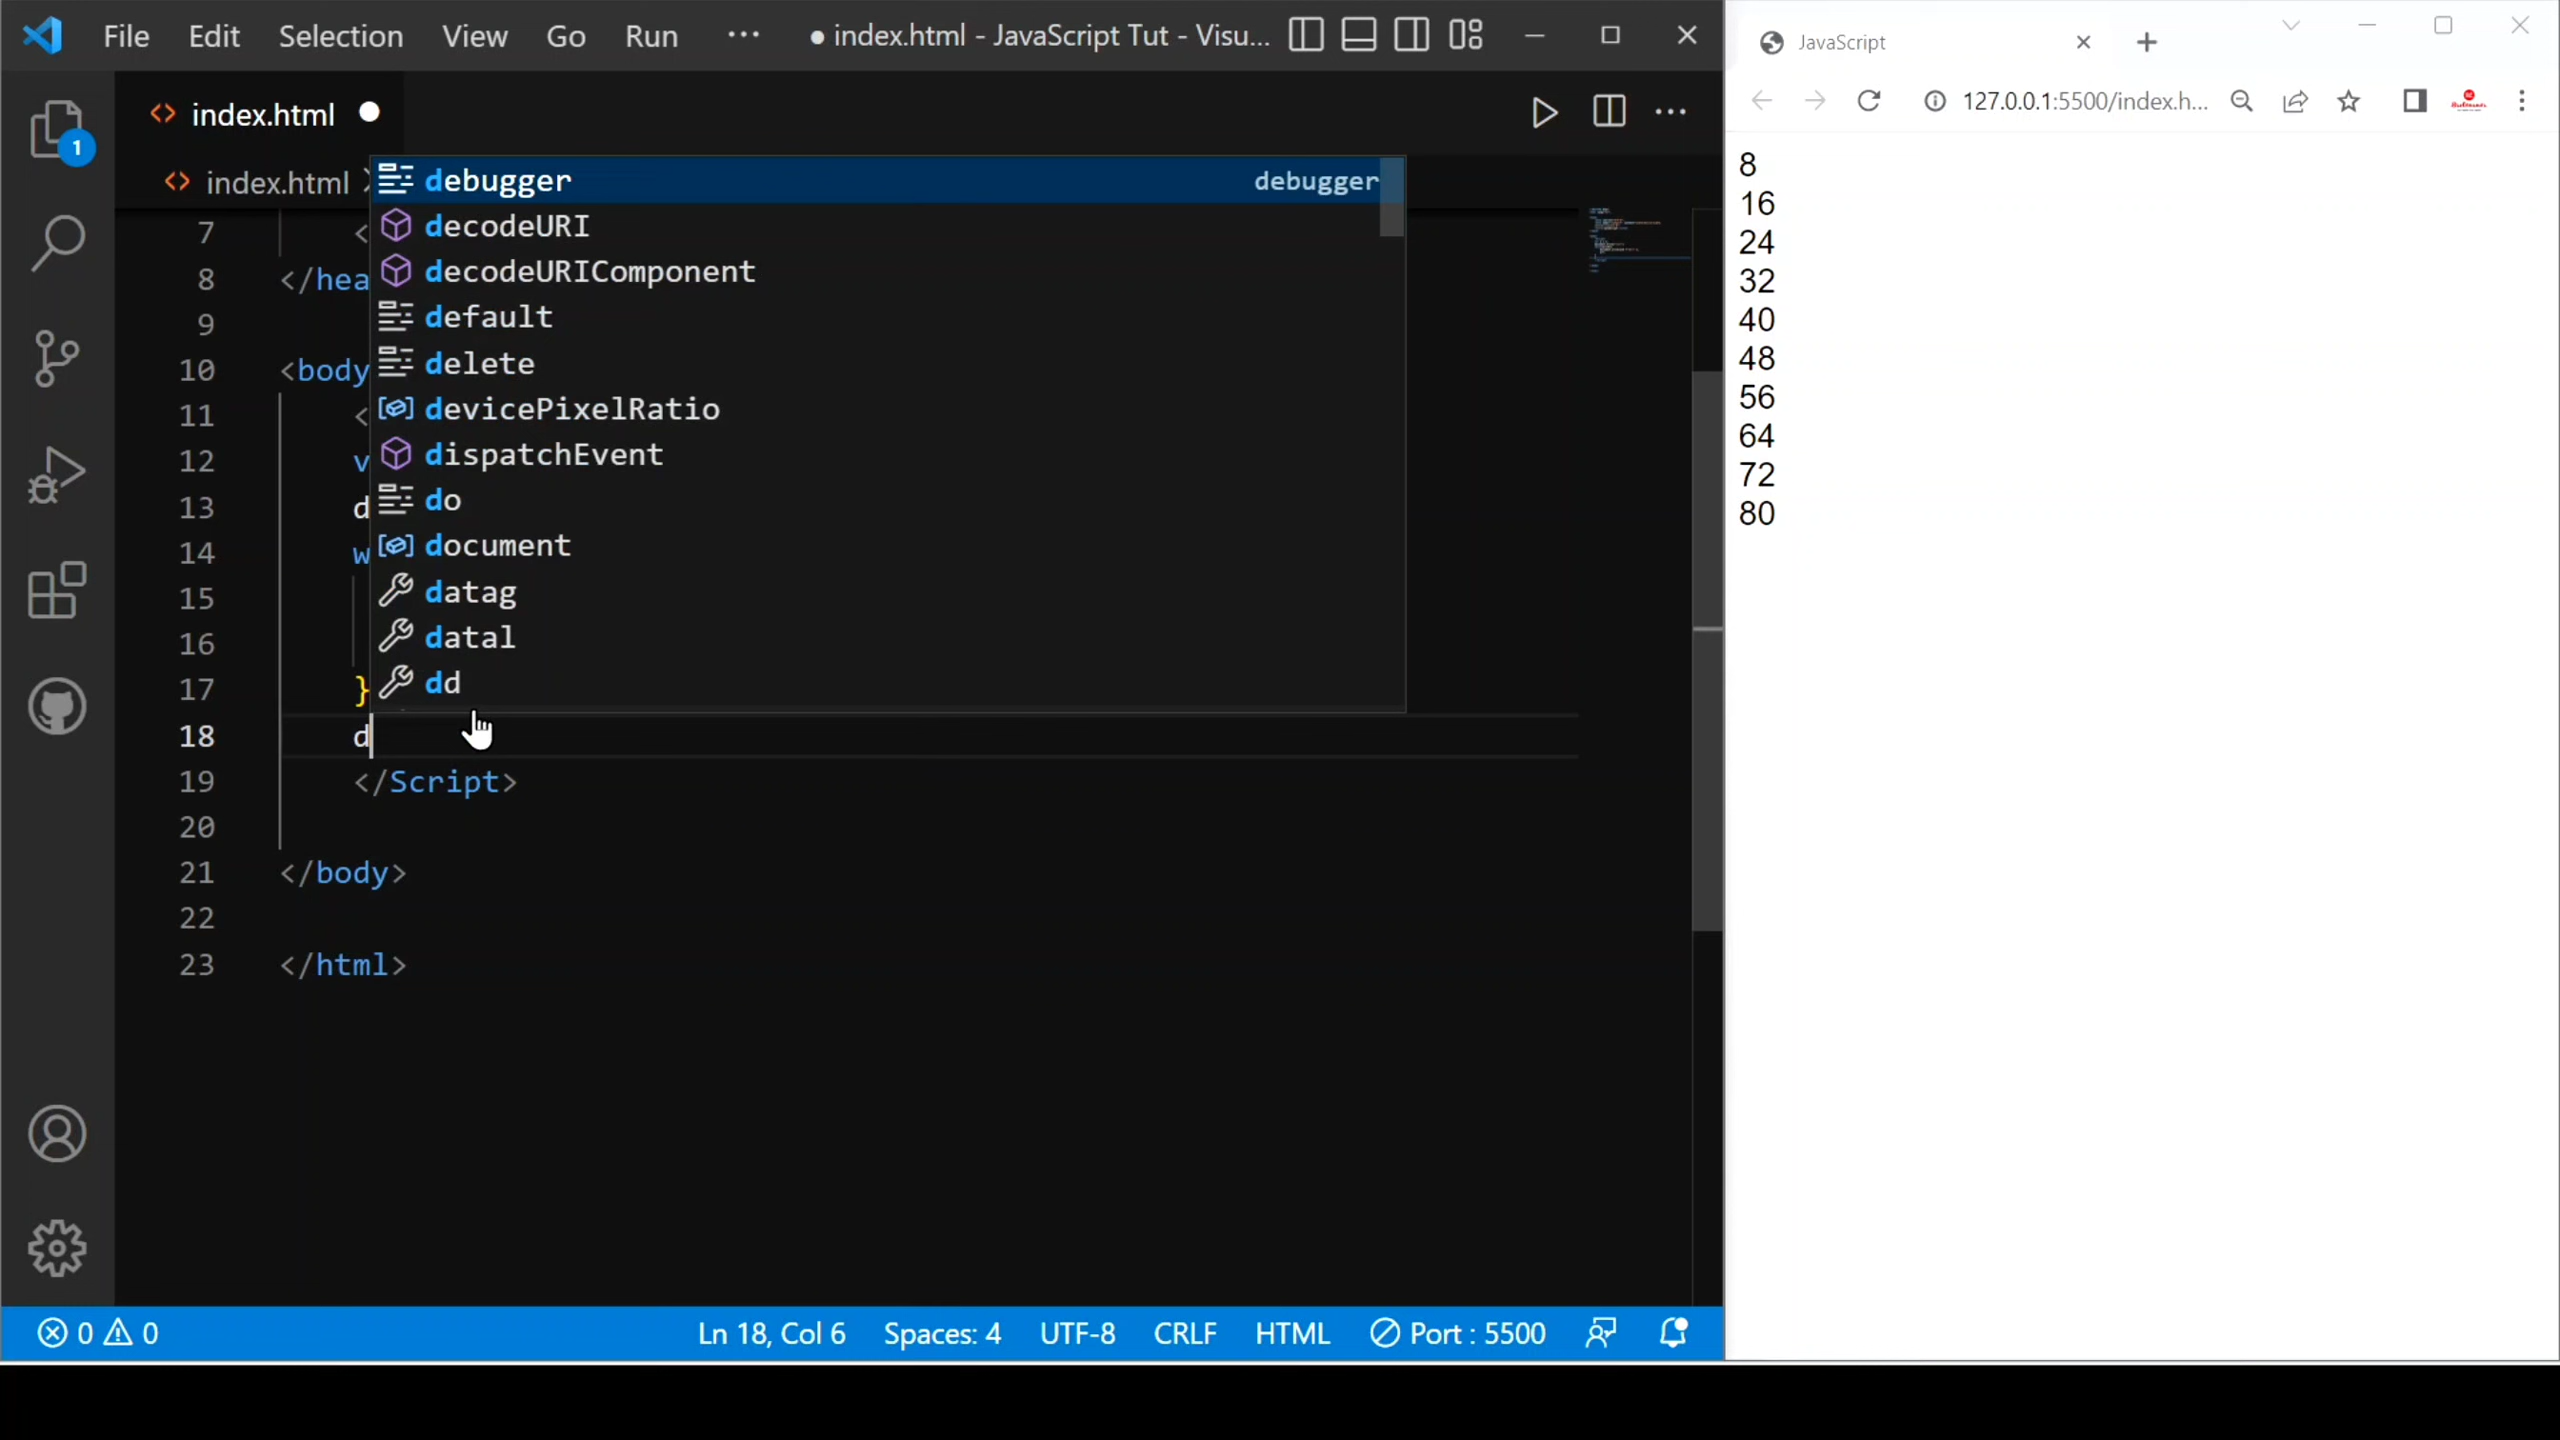 File Edit Selection View Go Run ··· ● index.html - JavaScript Tut - Visu...
index.html
index.html
7 <
8 </hea
9
10 <body
11 <
12 v
13 d
14 w
15
16
17 }
18 d
19 </Script>
20
21 </body>
22
23 </html>
debugger debugger
decodeURI
decodeURIComponent
default
delete
devicePixelRatio
dispatchEvent
do
document
datag
datal
dd
1
0 0 Ln 18, Col 6 Spaces: 4 UTF-8 CRLF HTML Port : 5500
JavaScript
127.0.0.1:5500/index.h...
8
16
24
32
40
48
56
64
72
80